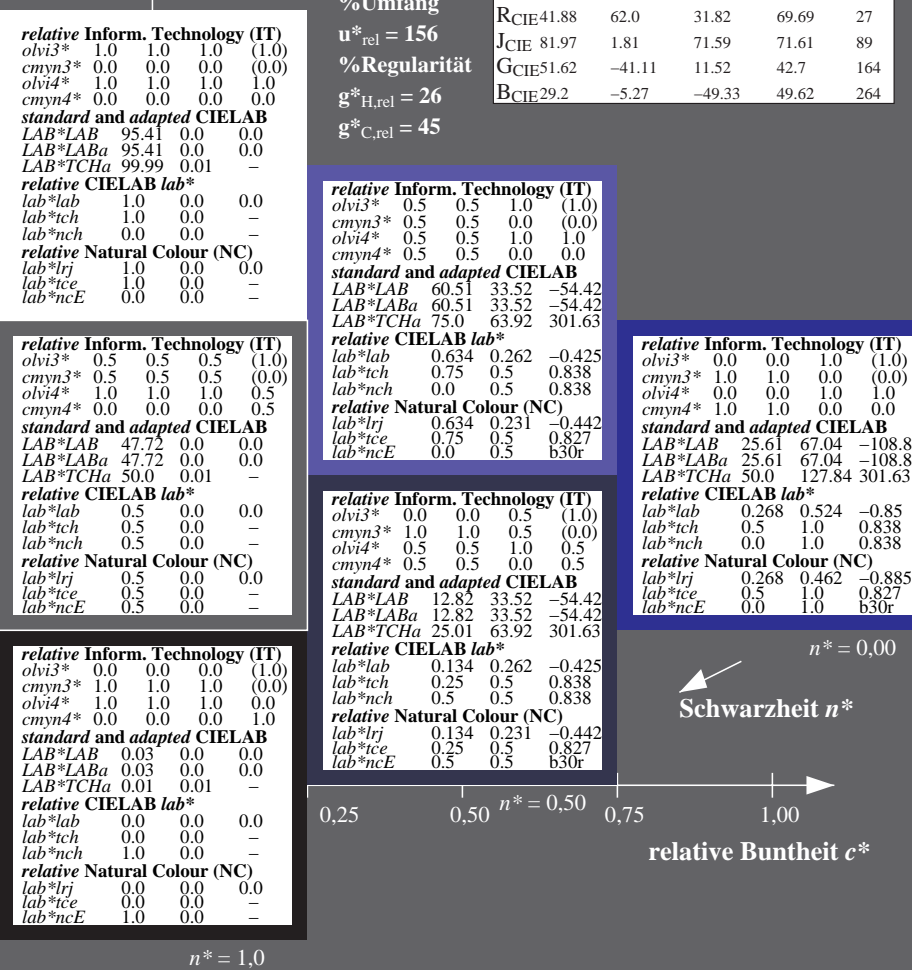 %Umfang
u*rel = 156
%Regularität
g*H,rel = 26
g*C,rel = 45
RCIE 41.88 62.0 31.82 69.69 27
JCIE 81.97 1.81 71.59 71.61 89
GCIE 51.62 −41.11 11.52 42.7 164
BCIE 29.2 −5.27 −49.33 49.62 264
relative Inform. Technology (IT)
olvi3* 1.0 1.0 1.0 (1.0)
cmyn3* 0.0 0.0 0.0 (0.0)
olvi4* 1.0 1.0 1.0 1.0
cmyn4* 0.0 0.0 0.0 0.0
standard and adapted CIELAB
LAB*LAB 95.41 0.0 0.0
LAB*LABa 95.41 0.0 0.0
LAB*TCHa 99.99 0.01 –
relative CIELAB lab*
lab*lab 1.0 0.0 0.0
lab*tch 1.0 0.0 –
lab*nch 0.0 0.0 –
relative Natural Colour (NC)
lab*lrj 1.0 0.0 0.0
lab*tce 1.0 0.0 –
lab*ncE 0.0 0.0 –
relative Inform. Technology (IT)
olvi3* 0.5 0.5 1.0 (1.0)
cmyn3* 0.5 0.5 0.0 (0.0)
olvi4* 0.5 0.5 1.0 1.0
cmyn4* 0.5 0.5 0.0 0.0
standard and adapted CIELAB
LAB*LAB 60.51 33.52 −54.42
LAB*LABa 60.51 33.52 −54.42
LAB*TCHa 75.0 63.92 301.63
relative CIELAB lab*
lab*lab 0.634 0.262 −0.425
lab*tch 0.75 0.5 0.838
lab*nch 0.0 0.5 0.838
relative Natural Colour (NC)
lab*lrj 0.634 0.231 −0.442
lab*tce 0.75 0.5 0.827
lab*ncE 0.0 0.5 b30r
relative Inform. Technology (IT)
olvi3* 0.5 0.5 0.5 (1.0)
cmyn3* 0.5 0.5 0.5 (0.0)
olvi4* 1.0 1.0 1.0 0.5
cmyn4* 0.0 0.0 0.0 0.5
standard and adapted CIELAB
LAB*LAB 47.72 0.0 0.0
LAB*LABa 47.72 0.0 0.0
LAB*TCHa 50.0 0.01 –
relative CIELAB lab*
lab*lab 0.5 0.0 0.0
lab*tch 0.5 0.0 –
lab*nch 0.5 0.0 –
relative Natural Colour (NC)
lab*lrj 0.5 0.0 0.0
lab*tce 0.5 0.0 –
lab*ncE 0.5 0.0 –
relative Inform. Technology (IT)
olvi3* 0.0 0.0 1.0 (1.0)
cmyn3* 1.0 1.0 0.0 (0.0)
olvi4* 0.0 0.0 1.0 1.0
cmyn4* 1.0 1.0 0.0 0.0
standard and adapted CIELAB
LAB*LAB 25.61 67.04 −108.8
LAB*LABa 25.61 67.04 −108.8
LAB*TCHa 50.0 127.84 301.63
relative CIELAB lab*
lab*lab 0.268 0.524 −0.85
lab*tch 0.5 1.0 0.838
lab*nch 0.0 1.0 0.838
relative Natural Colour (NC)
lab*lrj 0.268 0.462 −0.885
lab*tce 0.5 1.0 0.827
lab*ncE 0.0 1.0 b30r
relative Inform. Technology (IT)
olvi3* 0.0 0.0 0.5 (1.0)
cmyn3* 1.0 1.0 0.5 (0.0)
olvi4* 0.5 0.5 1.0 0.5
cmyn4* 0.5 0.5 0.0 0.5
standard and adapted CIELAB
LAB*LAB 12.82 33.52 −54.42
LAB*LABa 12.82 33.52 −54.42
LAB*TCHa 25.01 63.92 301.63
relative CIELAB lab*
lab*lab 0.134 0.262 −0.425
lab*tch 0.25 0.5 0.838
lab*nch 0.5 0.5 0.838
relative Natural Colour (NC)
lab*lrj 0.134 0.231 −0.442
lab*tce 0.25 0.5 0.827
lab*ncE 0.5 0.5 b30r
relative Inform. Technology (IT)
olvi3* 0.0 0.0 0.0 (1.0)
cmyn3* 1.0 1.0 1.0 (0.0)
olvi4* 1.0 1.0 1.0 0.0
cmyn4* 0.0 0.0 0.0 1.0
standard and adapted CIELAB
LAB*LAB 0.03 0.0 0.0
LAB*LABa 0.03 0.0 0.0
LAB*TCHa 0.01 0.01 –
relative CIELAB lab*
lab*lab 0.0 0.0 0.0
lab*tch 0.0 0.0 –
lab*nch 1.0 0.0 –
relative Natural Colour (NC)
lab*lrj 0.0 0.0 0.0
lab*tce 0.0 0.0 –
lab*ncE 1.0 0.0 –
n* = 0,00
Schwarzheit n*
0,25 0,50 n* = 0,50 0,75 1,00
relative Buntheit c*
n* = 1,0